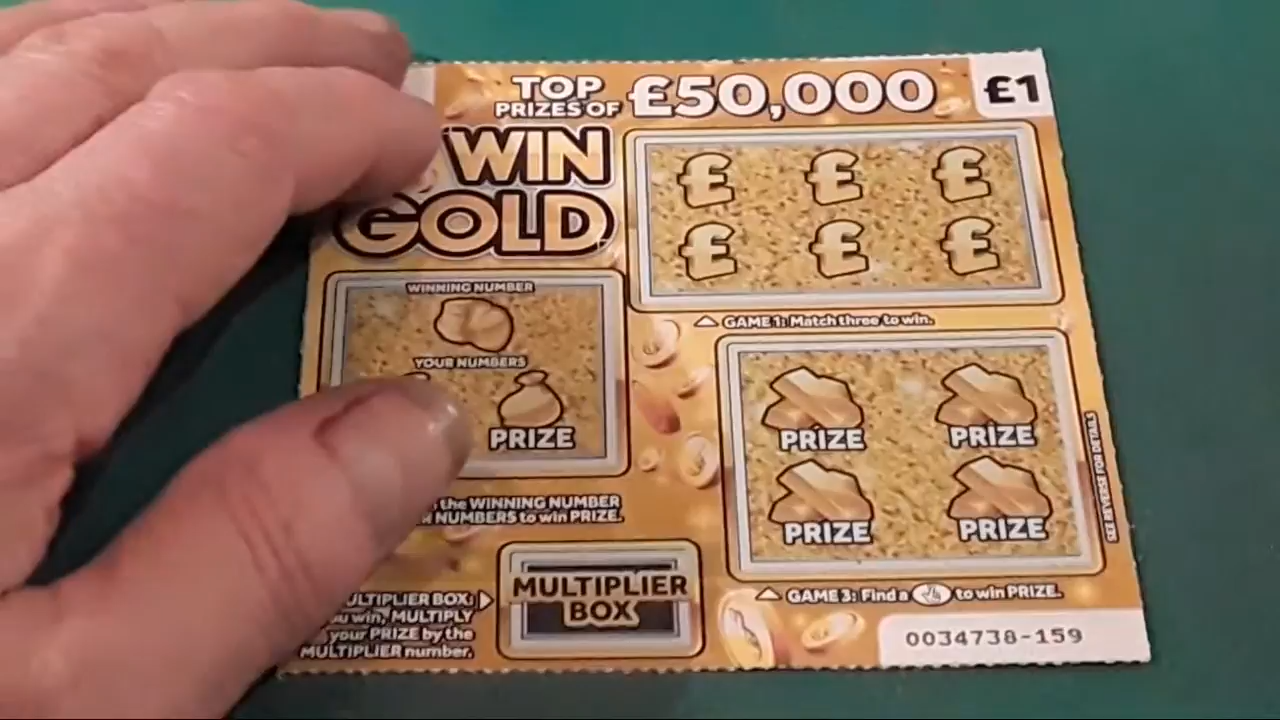 TOP
PRIZES OF £50,000
£1
WIN
GOLD
£ £ £
£ £ £
GAME 1: Match three to win.
WINNING NUMBER
YOUR NUMBERS
PRIZE
the WINNING NUMBER
NUMBERS to win PRIZE.
PRIZE PRIZE
PRIZE PRIZE
GAME 3: Find a to win PRIZE.
SEE REVERSE FOR DETAILS
MULTIPLIER
BOX
ULTIPLIER BOX:
win, MULTIPLY
your PRIZE by the
MULTIPLIER number.
0034738-159